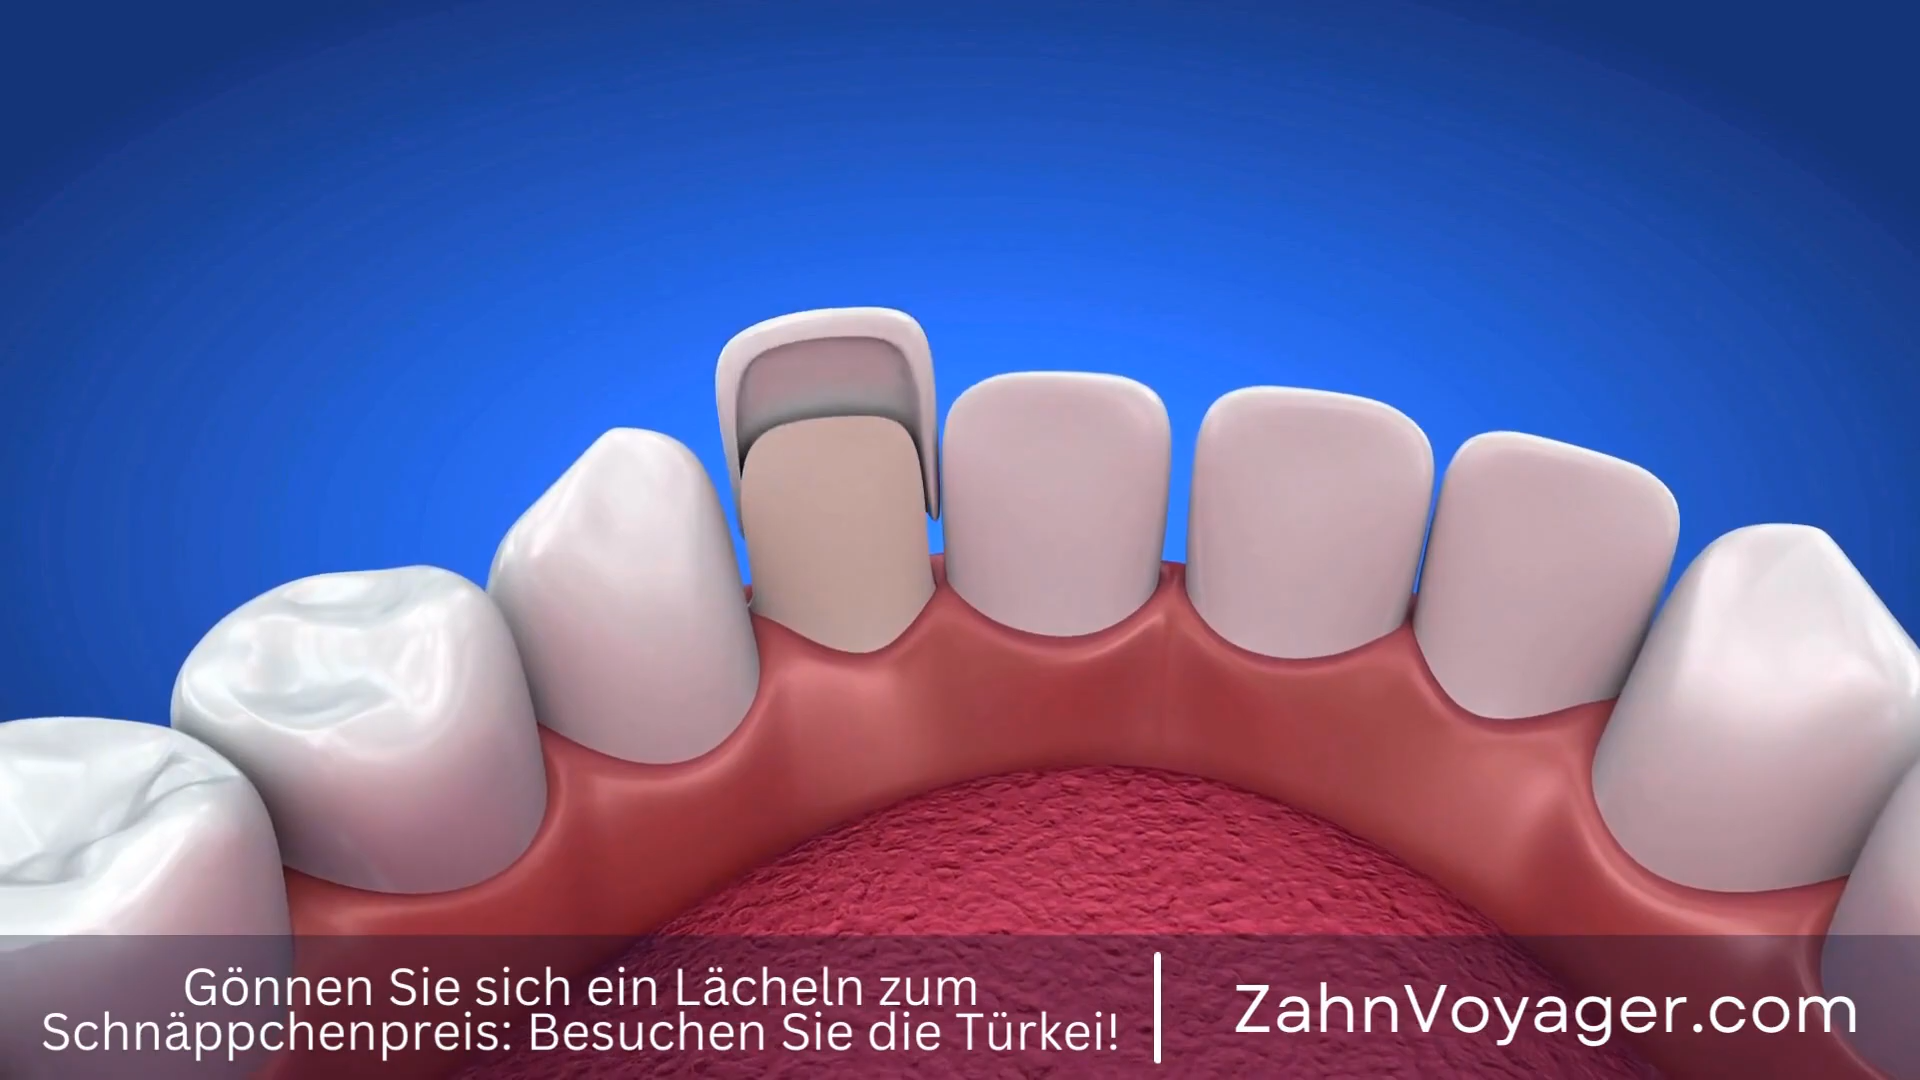 Gönnen Sie sich ein Lächeln zum
Schnäppchenpreis: Besuchen Sie die Türkei!
ZahnVoyager.com